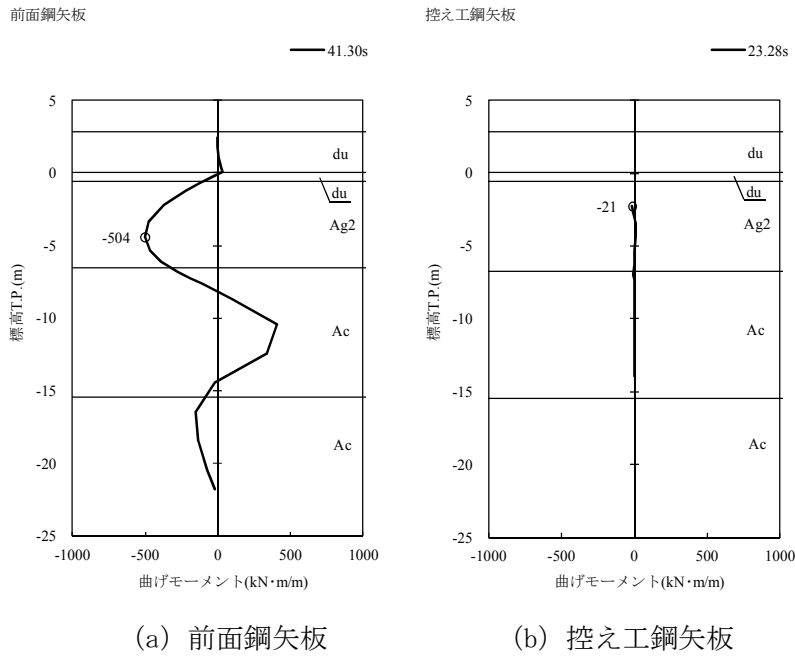 前面鋼矢板
41.30s
5
0
-5
-10
-15
-20
-25
標高T.P.(m)
du
du
Ag2
Ac
Ac
-504
-1000 -500 0 500 1000
曲げモーメント(kN･m/m)
(a) 前面鋼矢板
控え工鋼矢板
23.28s
5
0
-5
-10
-15
-20
-25
標高T.P.(m)
du
du
Ag2
Ac
Ac
-21
-1000 -500 0 500 1000
曲げモーメント(kN･m/m)
(b) 控え工鋼矢板